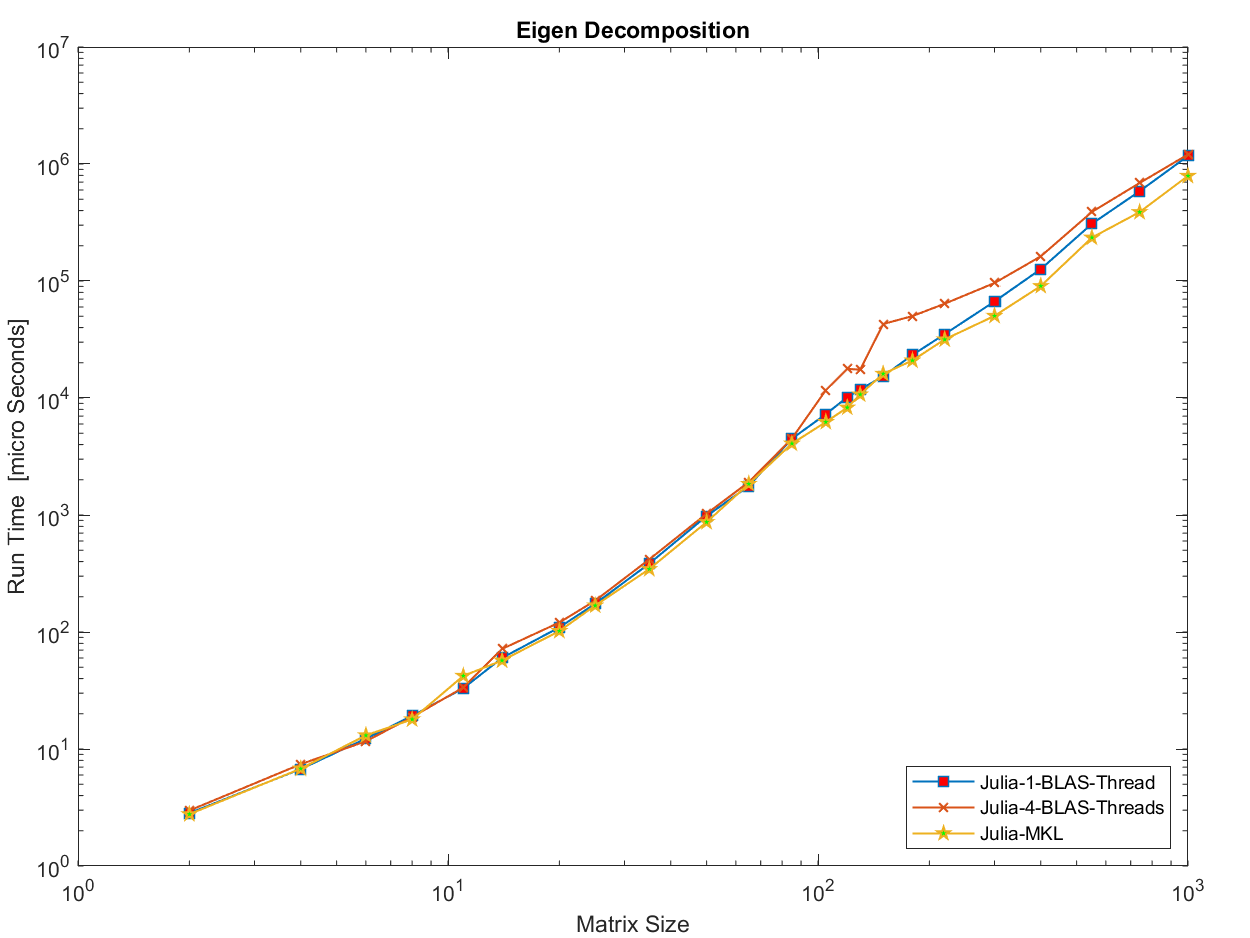 Eigen Decomposition
10^7
10^6
10^5
10^4
10^3
10^2
10^1
10^0
Run Time [micro Seconds]
Julia-1-BLAS-Thread
Julia-4-BLAS-Threads
Julia-MKL
10^0 10^1 10^2 10^3
Matrix Size